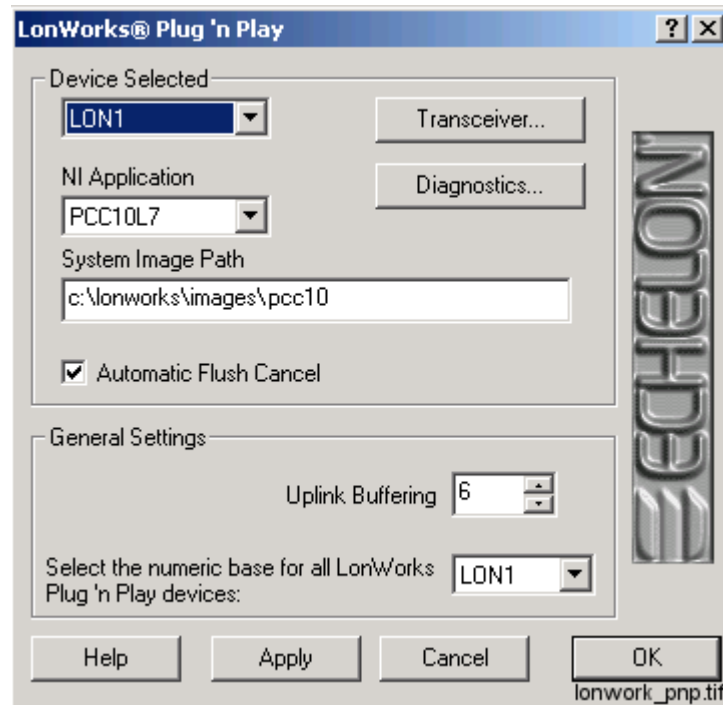 LonWorks® Plug 'n Play
Device Selected
LON1
Transceiver...
NI Application
Diagnostics...
PCC10L7
System Image Path
c:\lonworks\images\pcc10
Automatic Flush Cancel
ECHELON
General Settings
Uplink Buffering 6
Select the numeric base for all LonWorks
Plug 'n Play devices:
LON1
Help Apply Cancel OK
lonwork_pnp.tif